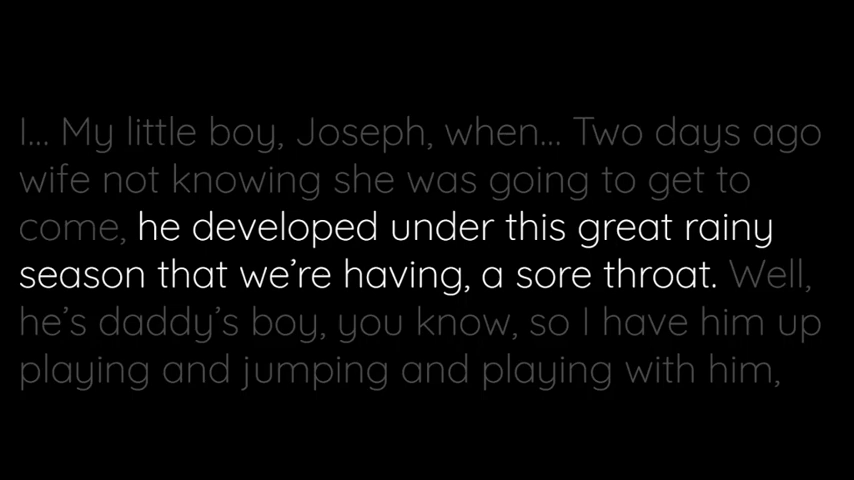 I... My little boy, Joseph, when... Two days ago
wife not knowing she was going to get to
come, he developed under this great rainy
season that we’re having, a sore throat. Well,
he’s daddy’s boy, you know, so I have him up
playing and jumping and playing with him,